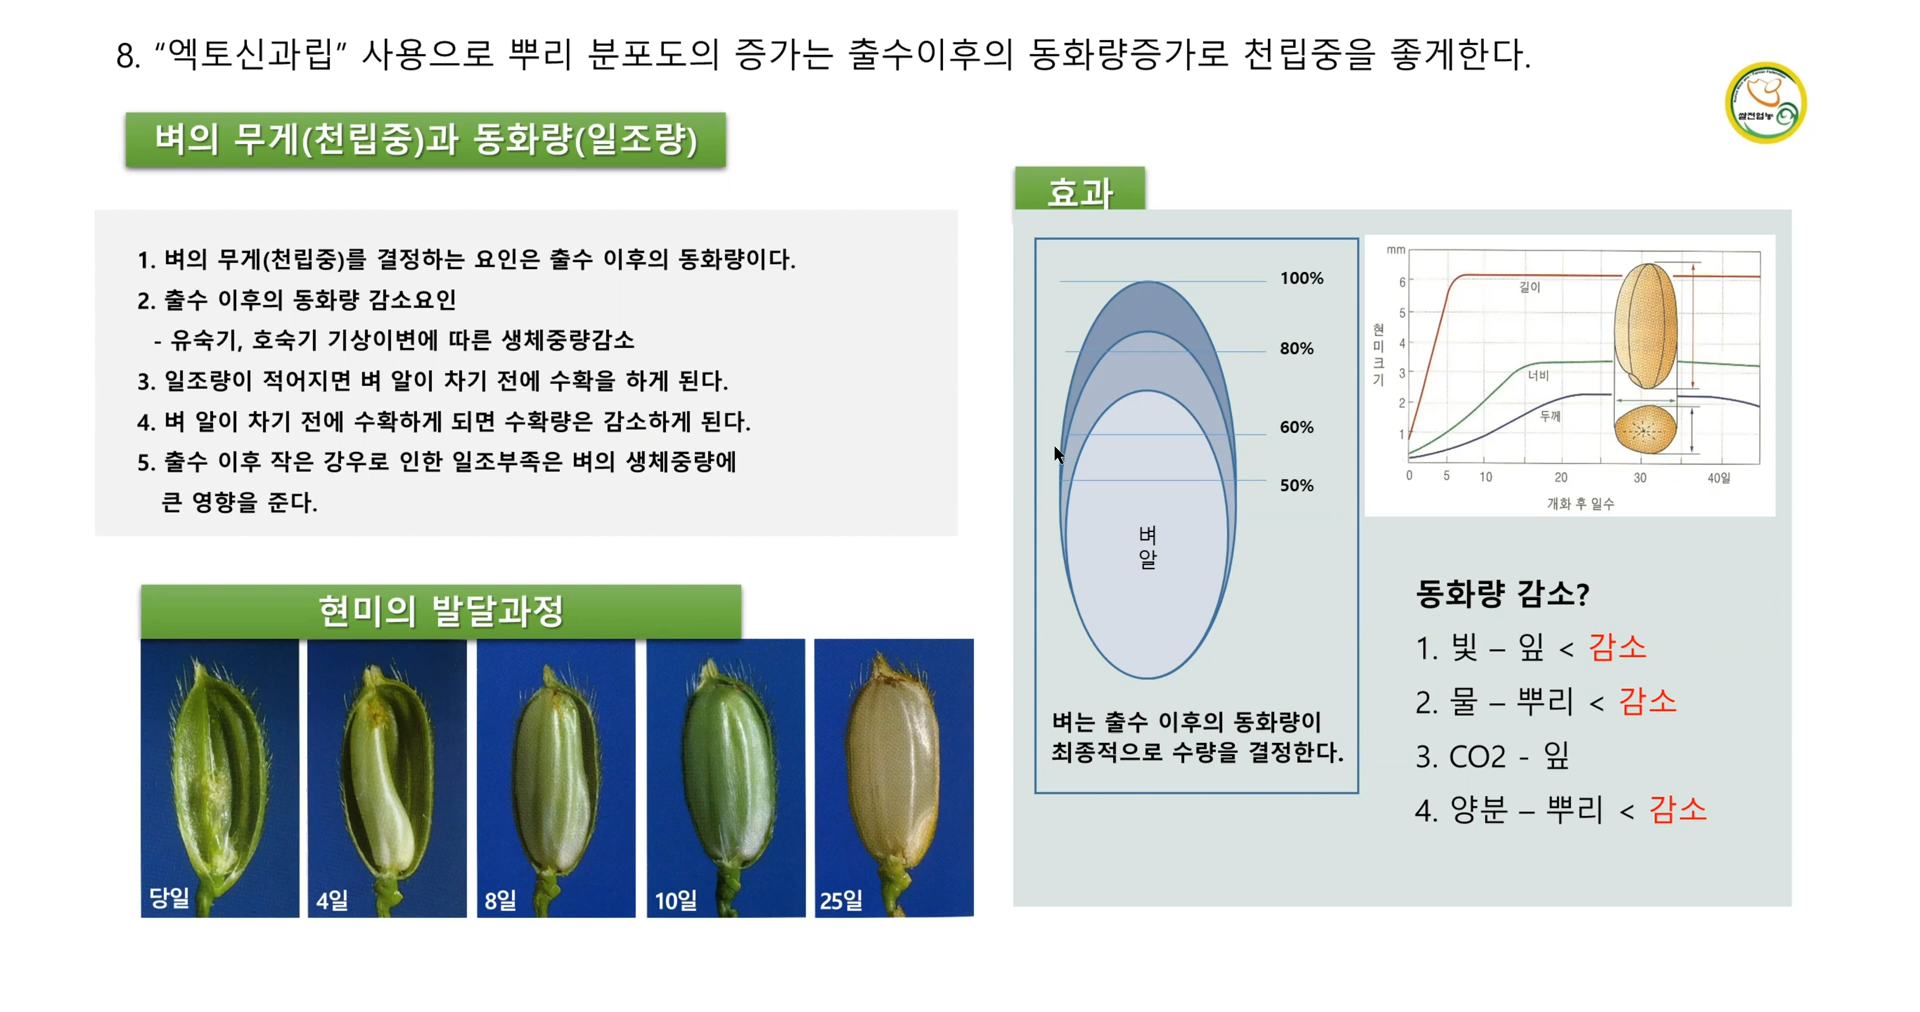 8. “엑토신과립” 사용으로 뿌리 분포도의 증가는 출수이후의 동화량증가로 천립중을 좋게한다.
쌀전업농
벼의 무게(천립중)과 동화량(일조량)
1. 벼의 무게(천립중)를 결정하는 요인은 출수 이후의 동화량이다.
2. 출수 이후의 동화량 감소요인
- 유숙기, 호숙기 기상이변에 따른 생체중량감소
3. 일조량이 적어지면 벼 알이 차기 전에 수확을 하게 된다.
4. 벼 알이 차기 전에 수확하게 되면 수확량은 감소하게 된다.
5. 출수 이후 작은 강우로 인한 일조부족은 벼의 생체중량에
큰 영향을 준다.
현미의 발달과정
당일
4일
8일
10일
25일
효과
100%
80%
60%
50%
벼
알
벼는 출수 이후의 동화량이
최종적으로 수량을 결정한다.
mm
6
5
4
3
2
1
현
미
크
기
길이
너비
두께
0 5 10 20 30 40일
개화 후 일수
동화량 감소?
1. 빛 – 잎 < 감소
2. 물 – 뿌리 < 감소
3. CO2 - 잎
4. 양분 – 뿌리 < 감소